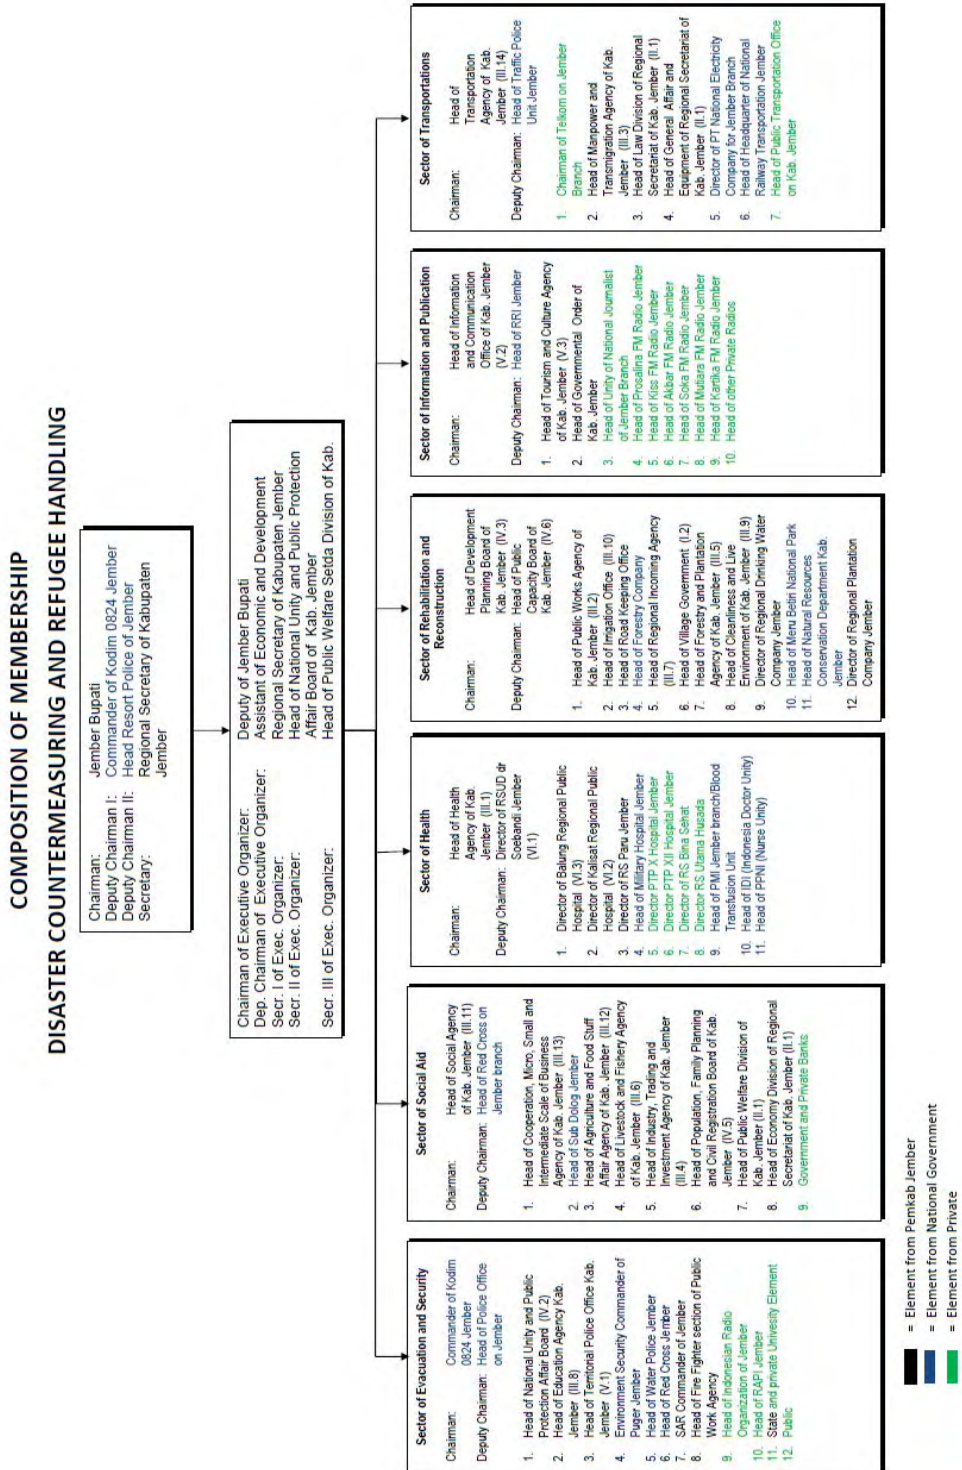 COMPOSITION OF MEMBERSHIP
DISASTER COUNTERMEASURING AND REFUGEE HANDLING
Chairman: Jember Bupati
Deputy Chairman I: Commander of Kodim 0824 Jember
Deputy Chairman II: Head Resort Police of Jember
Secretary: Regional Secretary of Kabupaten
Jember
Chairman of Executive Organizer: Deputy of Jember Bupati
Dep. Chairman of Executive Organizer: Assistant of Economic and Development
Secr. I of Exec. Organizer: Regional Secretary of Kabupaten Jember
Secr. II of Exec. Organizer: Head of National Unity and Public Protection
Affair Board of Kab. Jember
Secr. III of Exec. Organizer: Head of Public Welfare Setda Division of Kab.
Sector of Evacuation and Security
Chairman: Commander of Kodim
0824 Jember
Deputy Chairman: Head of Police Office
on Jember
1. Head of National Unity and Public
Protection Affair Board (IV.2)
2. Head of Education Agency Kab.
Jember (III.8)
3. Head of Territorial Police Office Kab.
Jember (V.1)
4. Environment Security Commander of
Puger Jember
5. Head of Water Police Jember
6. Head of Red Cross Jember
7. SAR Commander of Jember
8. Head of Fire Fighter section of Public
Work Agency
9. Head of Indonesian Radio
Organization of Jember
10. Head of RAPI Jember
11. State and private Univesity Element
12. Public
Sector of Social Aid
Chairman: Head of Social Agency
of Kab. Jember (III.11)
Deputy Chairman: Head of Red Cross on
Jember branch
1. Head of Cooperation, Micro, Small and
Intermediate Scale of Business
Agency of Kab. Jember (III.13)
2. Head of Sub Dolog Jember
3. Head of Agriculture and Food Stuff
Affair Agency of Kab. Jember (III.12)
4. Head of Livestock and Fishery Agency
of Kab. Jember (III.6)
5. Head of Industry, Trading and
Investment Agency of Kab. Jember
(III.4)
6. Head of Population, Family Planning
and Civil Registration Board of Kab.
Jember (IV.5)
7. Head of Public Welfare Division of
Kab. Jember (II.1)
8. Head of Economy Division of Regional
Secretariat of Kab. Jember (II.1)
9. Government and Private Banks
Sector of Health
Chairman: Head of Health
Agency of Kab.
Jember (III.1)
Deputy Chairman: Director of RSUD dr
Soebandi Jember
(VI.1)
1. Director of Balung Regional Public
Hospital (VI.3)
2. Director of Kalisat Regional Public
Hospital (VI.2)
3. Director of RS Paru Jember
4. Head of Military Hospital Jember
5. Director PTP X Hospital Jember
6. Director PTP XII Hospital Jember
7. Director of RS Bina Sehat
8. Director RS Utama Husada
9. Head of PMI Jember branch/Blood
Transfusion Unit
10. Head of IDI (Indonesia Doctor Unity)
11. Head of PPNI (Nurse Unity)
Sector of Rehabilitation and
Reconstruction
Chairman: Head of Development
Planning Board of
Kab. Jember (IV.3)
Deputy Chairman: Head of Public
Capacity Board of
Kab. Jember (IV.6)
1. Head of Public Works Agency of
Kab. Jember (III.2)
2. Head of Irrigation Office (III.10)
3. Head of Road Keeping Office
4. Head of Forestry Company
5. Head of Regional Incoming Agency
(III.7)
6. Head of Village Government (I.2)
7. Head of Forestry and Plantation
Agency of Kab. Jember (III.5)
8. Head of Cleanliness and Live
Environment of Kab. Jember (III.9)
9. Director of Regional Drinking Water
Company Jember
10. Head of Meru Betiri National Park
11. Head of Natural Resources
Conservation Department Kab.
Jember
12. Director of Regional Plantation
Company Jember
Sector of Information and Publication
Chairman: Head of Information
and Communication
Office of Kab. Jember
(V.2)
Deputy Chairman: Head of RRI Jember
1. Head of Tourism and Culture Agency
of Kab. Jember (V.3)
2. Head of Governmental Order of
Kab. Jember
3. Head of Unity of National Journalist
of Jember Branch
4. Head of Prosalina FM Radio Jember
5. Head of Kiss FM Radio Jember
6. Head of Akbar FM Radio Jember
7. Head of Soka FM Radio Jember
8. Head of Mutiara FM Radio Jember
9. Head of Kartika FM Radio Jember
10. Head of other Private Radios
Sector of Transportations
Chairman: Head of
Transportation
Agency of Kab.
Jember (III.14)
Deputy Chairman: Head of Traffic Police
Unit Jember
1. Chairman of Telkom on Jember
Branch
2. Head of Manpower and
Transmigration Agency of Kab.
Jember (III.3)
3. Head of Law Division of Regional
Secretariat of Kab. Jember (II.1)
4. Head of General Affair and
Equipment of Regional Secretariat of
Kab. Jember (II.1)
5. Director of PT National Electricity
Company for Jember Branch
6. Head of Headquarter of National
Railway Transportation Jember
7. Head of Public Transportation Office
on Kab. Jember
= Element from Pemkab Jember
= Element from National Government
= Element from Private